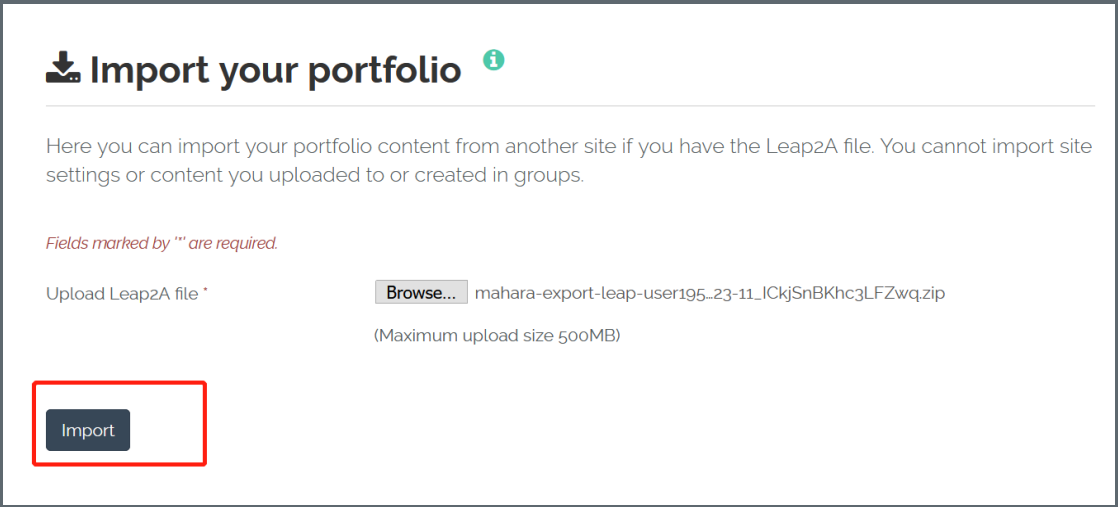 Import your portfolio
Here you can import your portfolio content from another site if you have the Leap2A file. You cannot import site
settings or content you uploaded to or created in groups.
Fields marked by '*' are required.
Upload Leap2A file *
Browse... mahara-export-leap-user195...23-11_ICkjSnBKhc3LFZwq.zip
(Maximum upload size 500MB)
Import